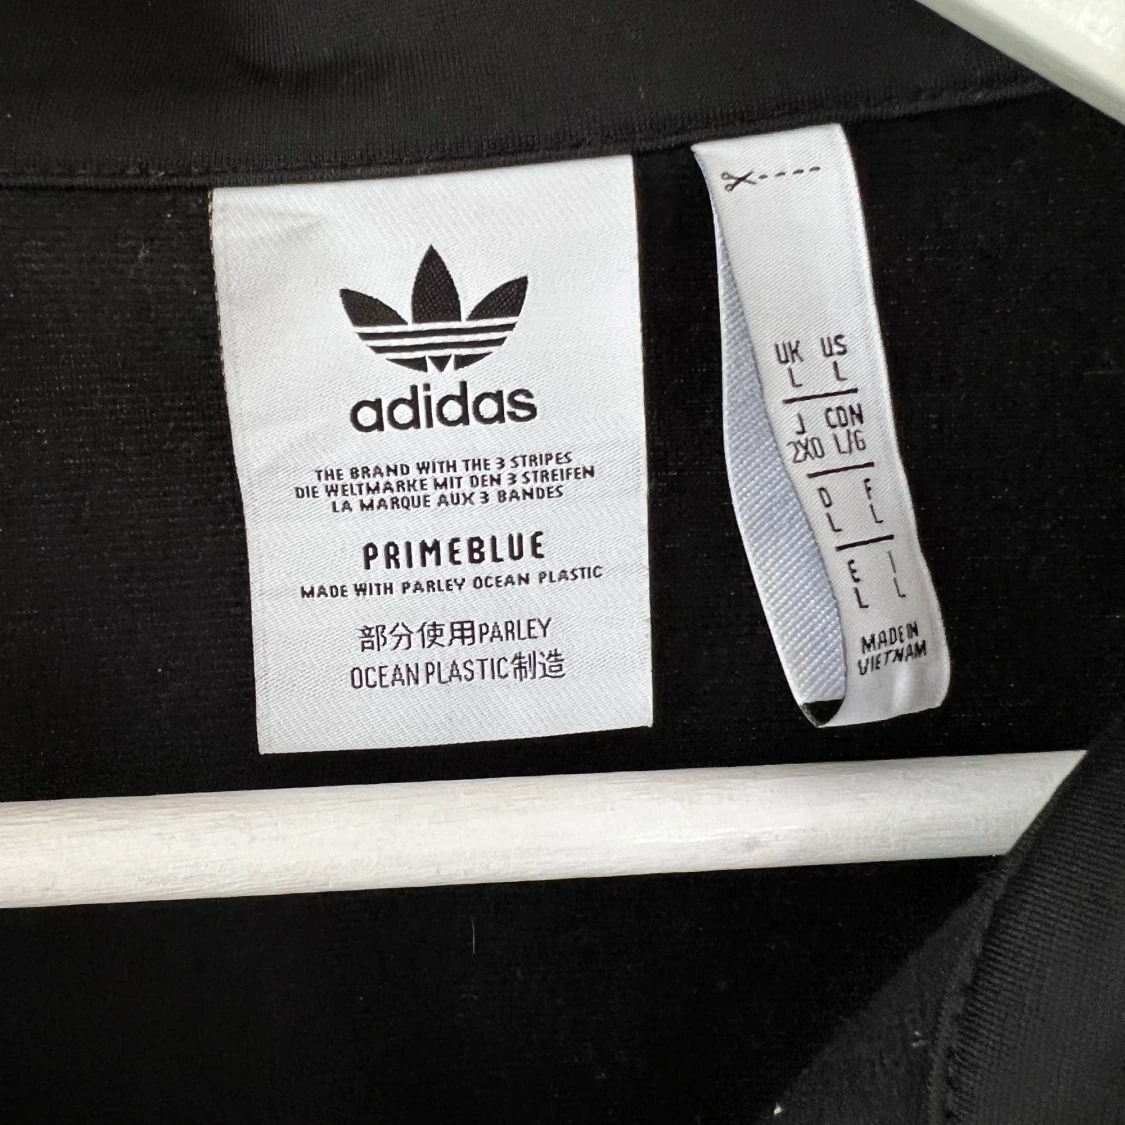 adidas
THE BRAND WITH THE 3 STRIPES
DIE WELTMARKE MIT DEN 3 STREIFEN
LA MARQUE AUX 3 BANDES
PRIMEBLUE
MADE WITH PARLEY OCEAN PLASTIC
部分使用PARLEY
OCEAN PLASTIC制造
UK US
L L
J CDN
2XO L/G
D F
L L
E I
L L
MADE IN
VIETNAM